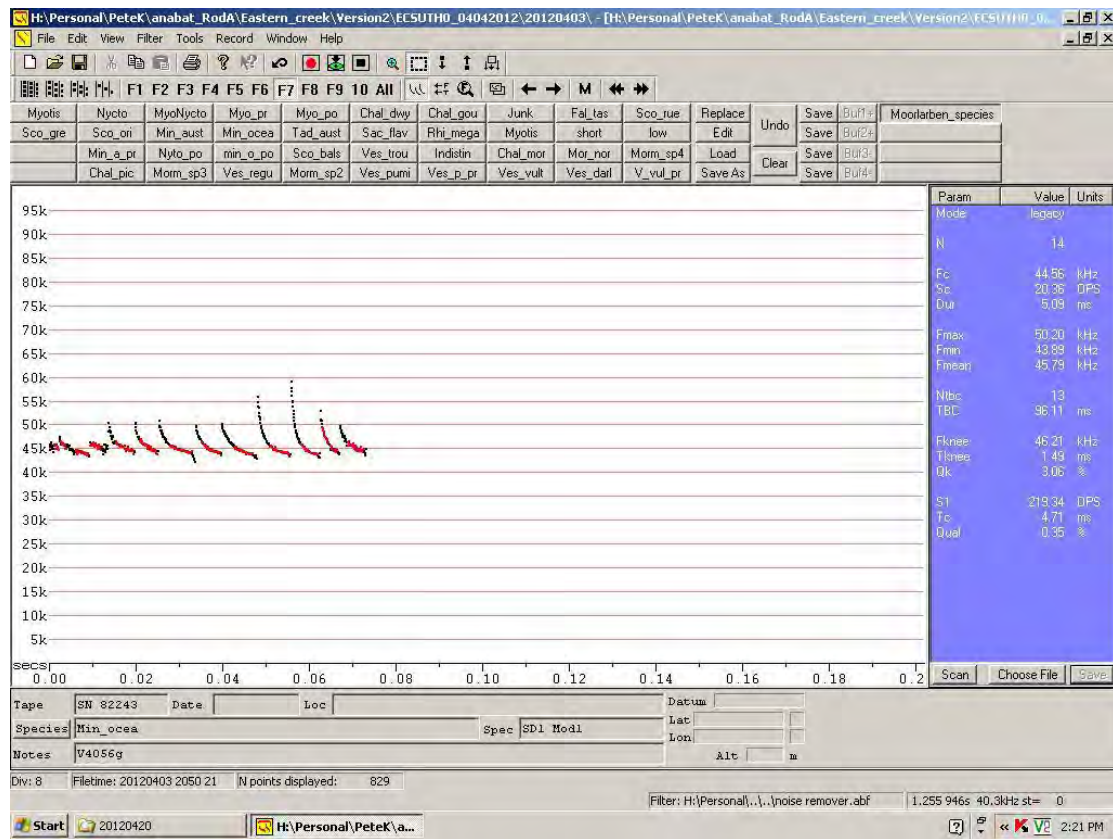 H:\Personal\PeteK\anabat_RodA\Eastern_creek\Version2\ECSUTH0_04042012\20120403\ - [H:\Personal\PeteK\anabat_RodA\Eastern_creek\Version2\ECSUTH0_0...
File Edit View Filter Tools Record Window Help
F1 F2 F3 F4 F5 F6 F7 F8 F9 10 All M
Myotis Nycto MyoNycto Myo_pr Myo_po Chal_dwy Chal_gou Junk Fal_tas Sco_rue Replace Undo Save Buf1+ Moorlarben_species
Sco_gre Sco_ori Min_aust Min_ocea Tad_aust Sac_flav Rhi_mega Myotis short low Edit Save Buf2+
Min_a_pr Nyto_po min_o_po Sco_bals Ves_trou Indistin Chal_mor Mor_nor Morm_sp4 Load Clear Save Buf3-
Chal_pic Morm_sp3 Ves_regu Morm_sp2 Ves_pumi Ves_p_pr Ves_vult Ves_darl V_vul_pr Save As Save Buf4-
Param Value Units
Mode legacy
N 14
Fc 44.56 kHz
Sc 20.36 OPS
Dur 5.09 ms
Fmax 50.20 kHz
Fmin 43.89 kHz
Fmean 45.79 kHz
Ntbc 13
TBC 96.11 ms
Fknee 46.21 kHz
Tknee 1.49 ms
Qk 3.06 %
S1 219.34 OPS
Tc 4.71 ms
Qual 0.35 %
95k
90k
85k
80k
75k
70k
65k
60k
55k
50k
45k
40k
35k
30k
25k
20k
15k
10k
5k
secs
0.00 0.02 0.04 0.06 0.08 0.10 0.12 0.14 0.16 0.18 0.2
Scan Choose File Save
Tape SN 82243 Date Loc Datum
Species Min_ocea Spec SD1 Mod1 Lat
Lon
Notes V4056g Alt m
Div: 8 Filetime: 20120403 2050 21 N points displayed: 829
Filter: H:\Personal\..\..\noise remover.abf 1.255 946s 40.3kHz st= 0
Start 20120420 H:\Personal\PeteK\a... 2:21 PM